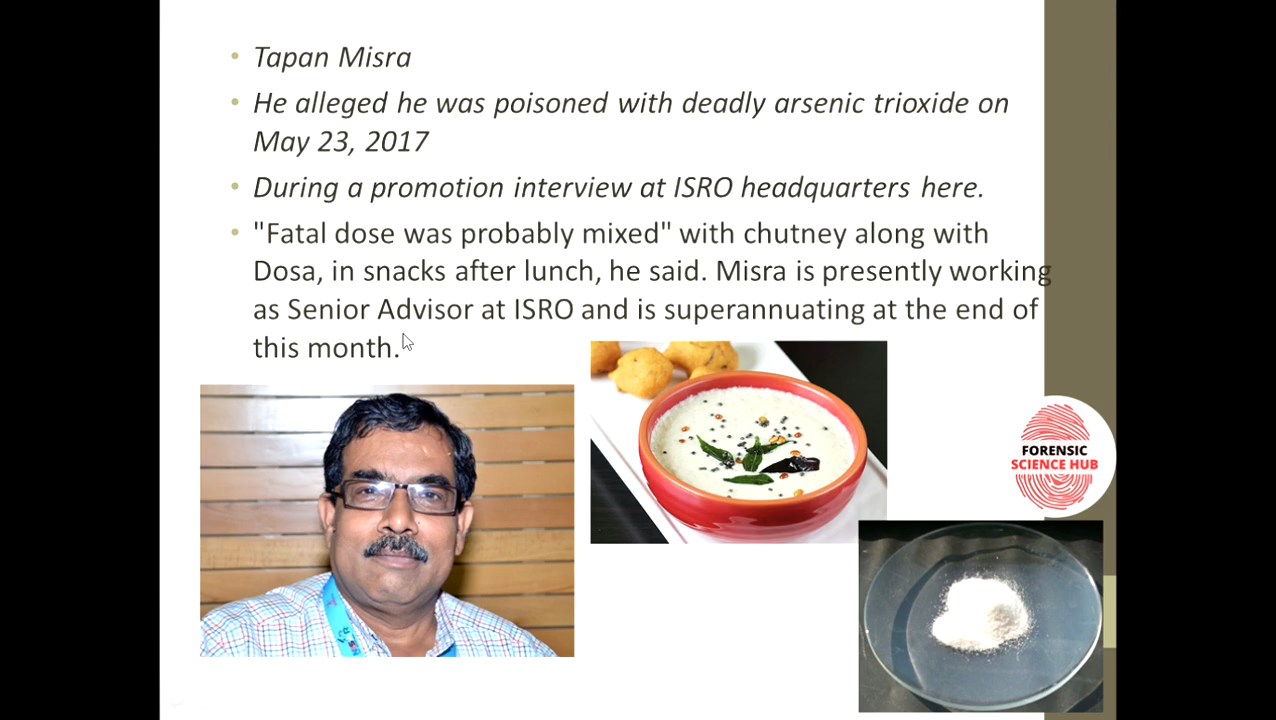 • Tapan Misra
• He alleged he was poisoned with deadly arsenic trioxide on
May 23, 2017
• During a promotion interview at ISRO headquarters here.
• "Fatal dose was probably mixed" with chutney along with
Dosa, in snacks after lunch, he said. Misra is presently working
as Senior Advisor at ISRO and is superannuating at the end of
this month.
FORENSIC
SCIENCE HUB